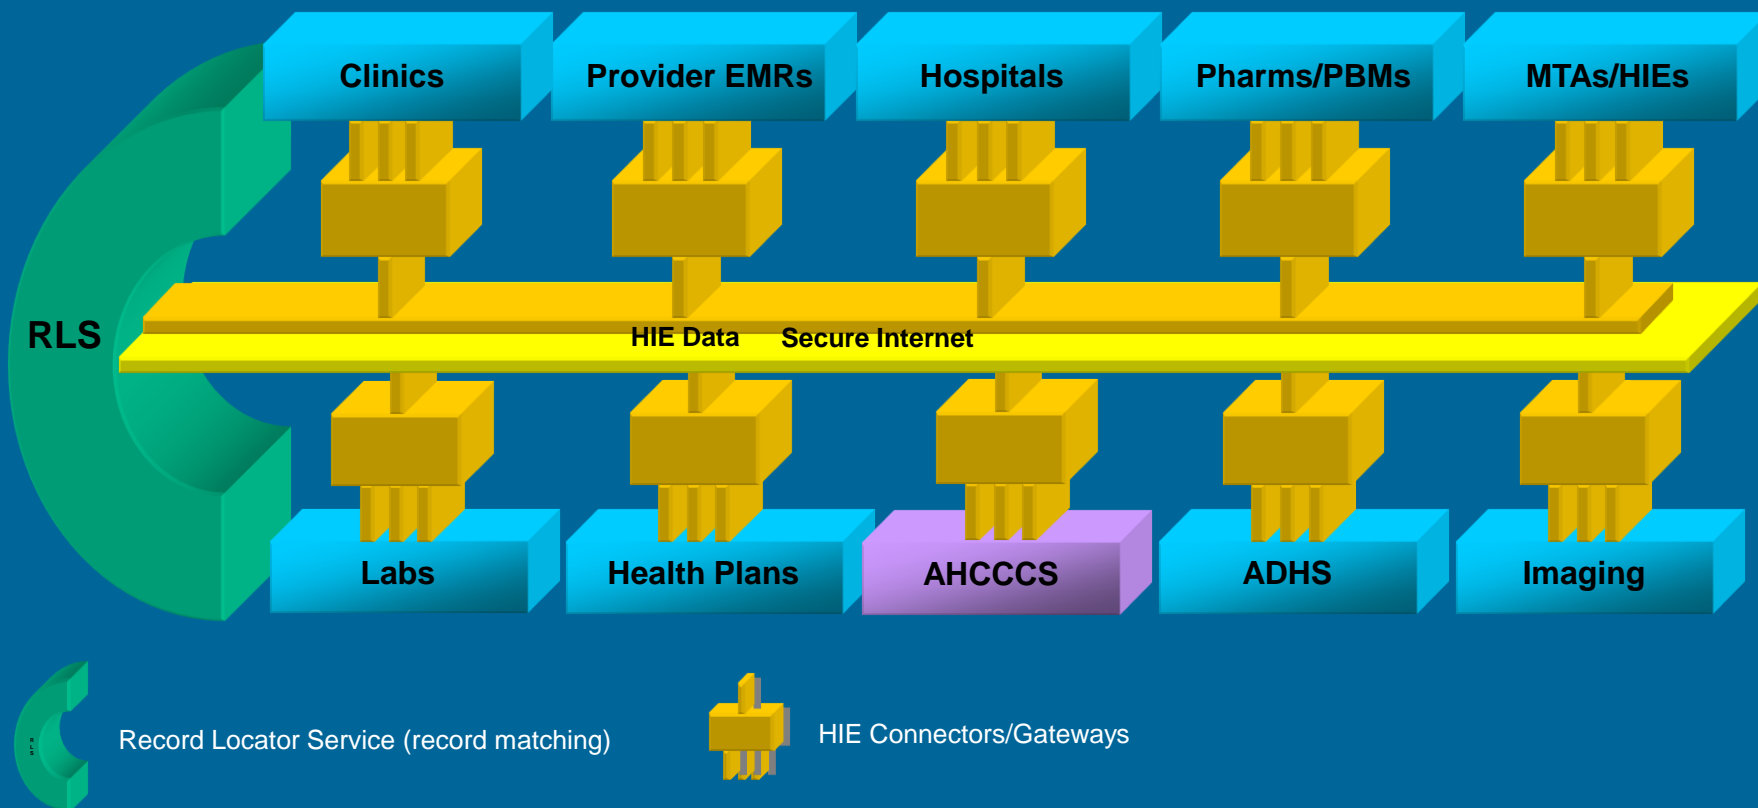 Clinics
Provider EMRs
Hospitals
Pharms/PBMs
MTAs/HIEs
RLS
HIE Data
Secure Internet
Labs
Health Plans
AHCCCS
ADHS
Imaging
RLS
Record Locator Service (record matching)
HIE Connectors/Gateways